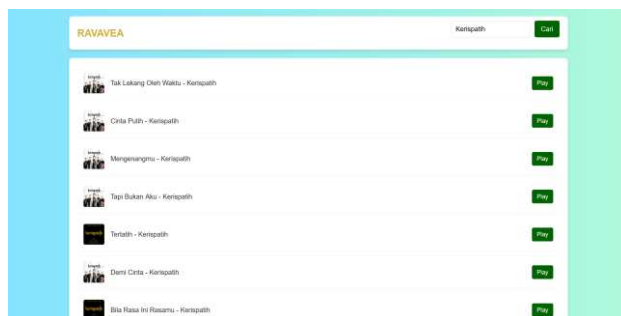 RAVAVEA
Kerispatih
Cari
Tak Lekang Oleh Waktu - Kerispatih
Play
Cinta Putih - Kerispatih
Play
Mengenangmu - Kerispatih
Play
Tapi Bukan Aku - Kerispatih
Play
Tertatih - Kerispatih
Play
Demi Cinta - Kerispatih
Play
Bila Rasa Ini Rasamu - Kerispatih
Play